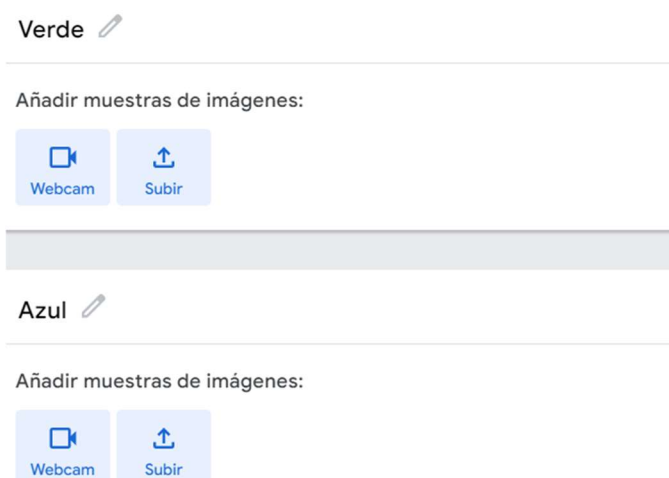 Verde
Añadir muestras de imágenes:
Webcam Subir
Azul
Añadir muestras de imágenes:
Webcam Subir